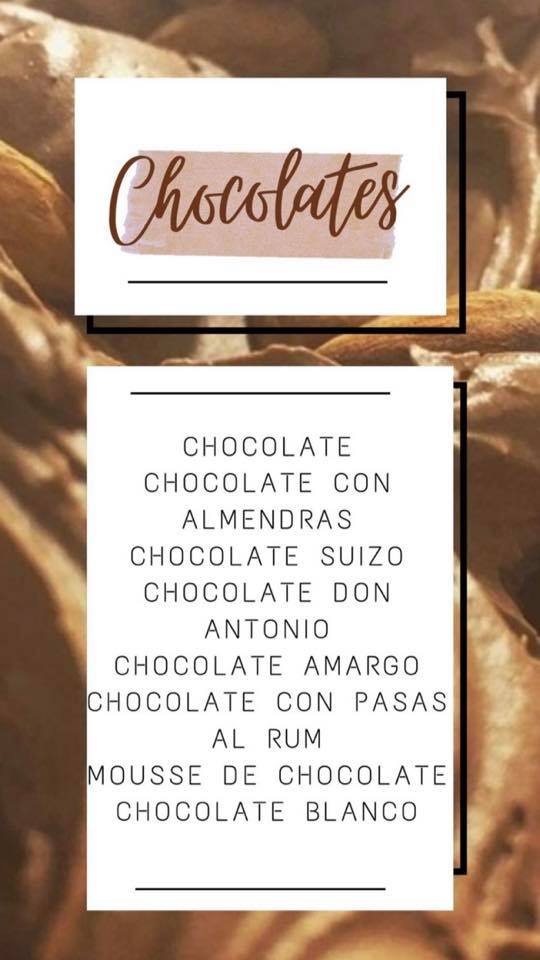 Chocolates
CHOCOLATE
CHOCOLATE CON
ALMENDRAS
CHOCOLATE SUIZO
CHOCOLATE DON
ANTONIO
CHOCOLATE AMARGO
CHOCOLATE CON PASAS
AL RUM
MOUSSE DE CHOCOLATE
CHOCOLATE BLANCO